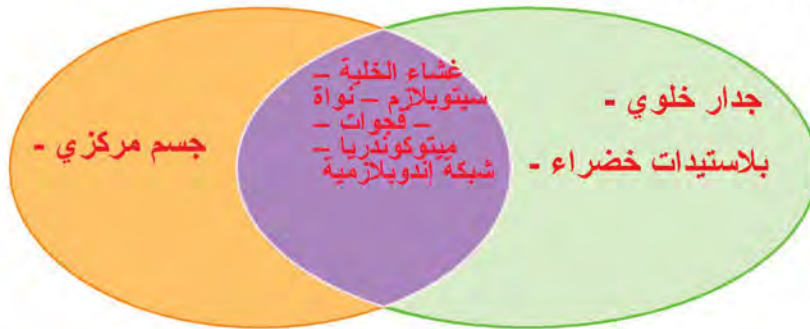 جدار خلوي -
بلاستيدات خضراء -
غشاء الخلية –
سيتوبلازم – نواة
– فجوات –
ميتوكوندريا –
شبكة إندوبلازمية
جسم مركزي -